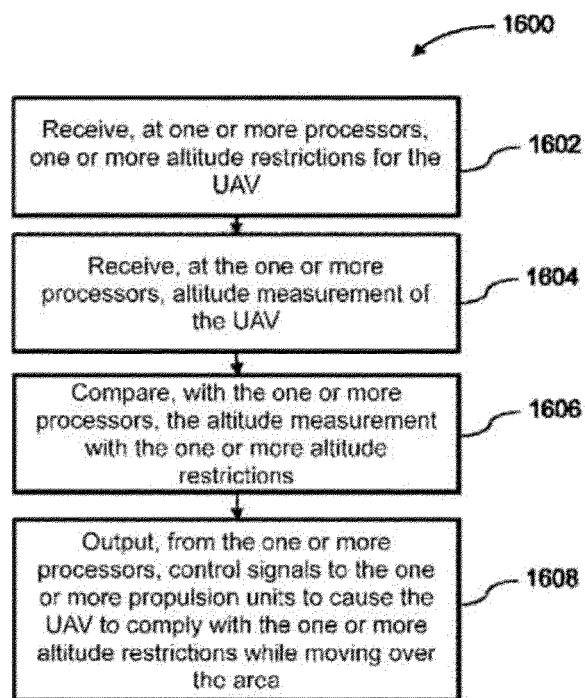 1600
Receive, at one or more processors,
one or more altitude restrictions for the
UAV
1602
Receive, at the one or more
processors, altitude measurement of
the UAV
1604
Compare, with the one or more
processors, the altitude measurement
with the one or more altitude
restrictions
1606
Output, from the one or more
processors, control signals to the one
or more propulsion units to cause the
UAV to comply with the one or more
altitude restrictions while moving over
the area
1608